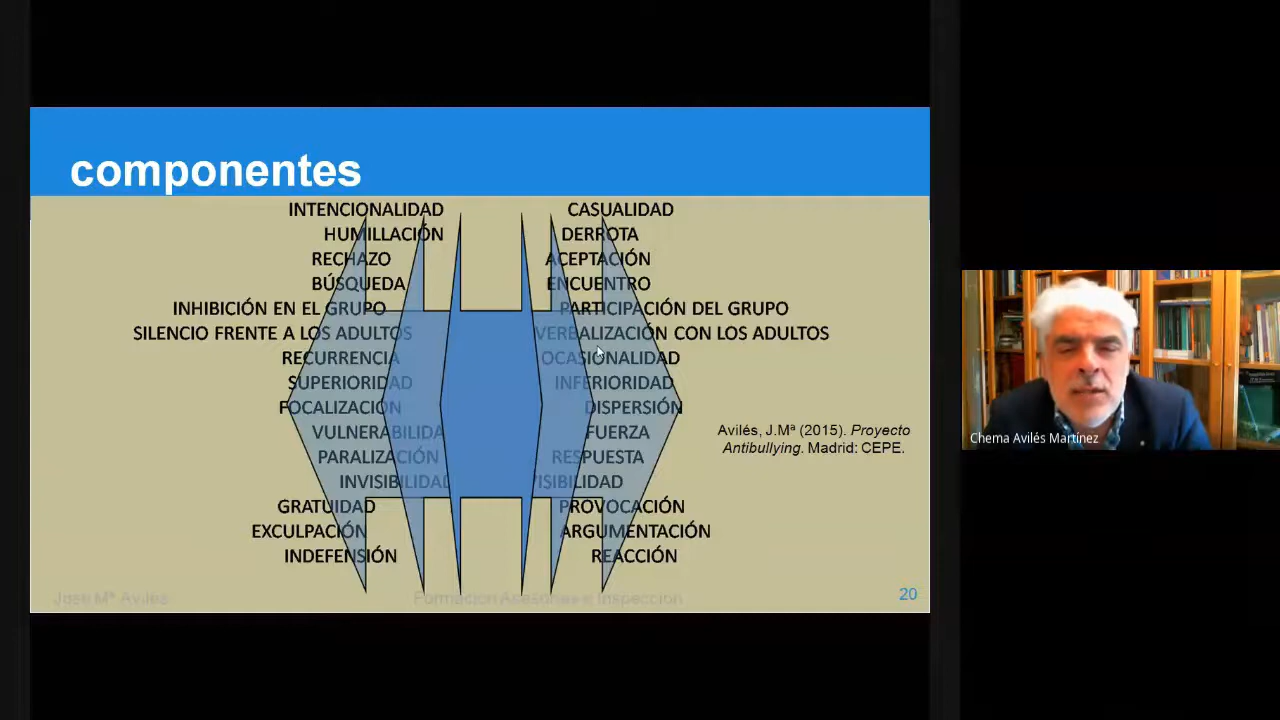 componentes
INTENCIONALIDAD CASUALIDAD
HUMILLACIÓN DERROTA
RECHAZO ACEPTACIÓN
BÚSQUEDA ENCUENTRO
INHIBICIÓN EN EL GRUPO PARTICIPACIÓN DEL GRUPO
SILENCIO FRENTE A LOS ADULTOS VERBALIZACIÓN CON LOS ADULTOS
RECURRENCIA OCASIONALIDAD
SUPERIORIDAD INFERIORIDAD
FOCALIZACIÓN DISPERSIÓN
VULNERABILIDA FUERZA
PARALIZACIÓN RESPUESTA
INVISIBILIDAD VISIBILIDAD
GRATUIDAD PROVOCACIÓN
EXCULPACIÓN ARGUMENTACIÓN
INDEFENSIÓN REACCIÓN
Avilés, J.Mª (2015). Proyecto
Antibullying. Madrid: CEPE.
José Mª Avilés Formación Asesorías e Inspección 20
Chema Avilés Martínez